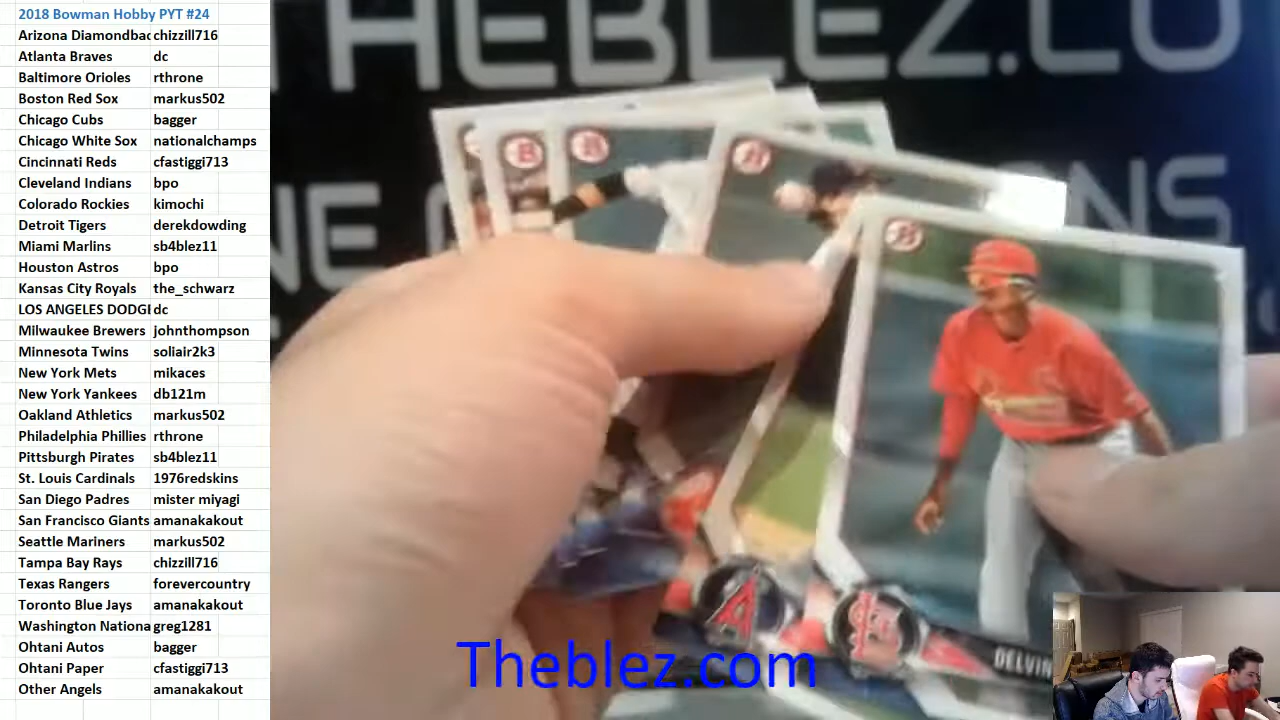 2018 Bowman Hobby PYT #24
Arizona Diamondbac chizzill716
Atlanta Braves dc
Baltimore Orioles rthrone
Boston Red Sox markus502
Chicago Cubs bagger
Chicago White Sox nationalchamps
Cincinnati Reds cfastiggi713
Cleveland Indians bpo
Colorado Rockies kimochi
Detroit Tigers derekdowding
Miami Marlins sb4blez11
Houston Astros bpo
Kansas City Royals the_schwarz
LOS ANGELES DODGI dc
Milwaukee Brewers johnthompson
Minnesota Twins soliair2k3
New York Mets mikaces
New York Yankees db121m
Oakland Athletics markus502
Philadelphia Phillies rthrone
Pittsburgh Pirates sb4blez11
St. Louis Cardinals 1976redskins
San Diego Padres mister miyagi
San Francisco Giants amanakakout
Seattle Mariners markus502
Tampa Bay Rays chizzill716
Texas Rangers forevercountry
Toronto Blue Jays amanakakout
Washington Nationa greg1281
Ohtani Autos bagger
Ohtani Paper cfastiggi713
Other Angels amanakakout
THEBLEZ.CO
NE
NS
B
B
B
B
A
DELVIN
Theblez.com